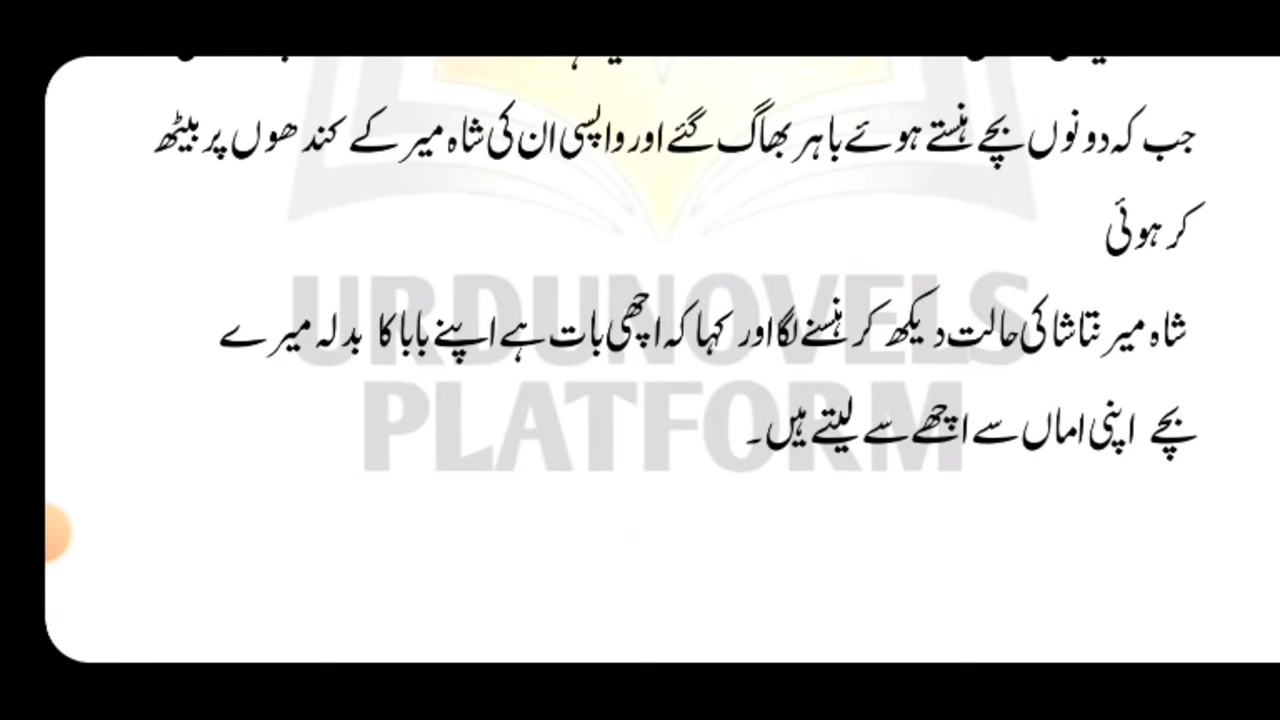 جب کہ دونوں بچے ہنستے ہوئے باہر بھاگ گئے اور واپسی ان کی شاہ میر کے کندھوں پر بیٹھ
کر ہوئی
URDUNOVELS
شاہ میر نتاشا کی حالت دیکھ کر ہنسنے لگا اور کہا کہ اچھی بات ہے اپنے بابا کا بدلہ میرے
PLATFORM
بچے اپنی اماں سے اچھے سے لیتے ہیں۔